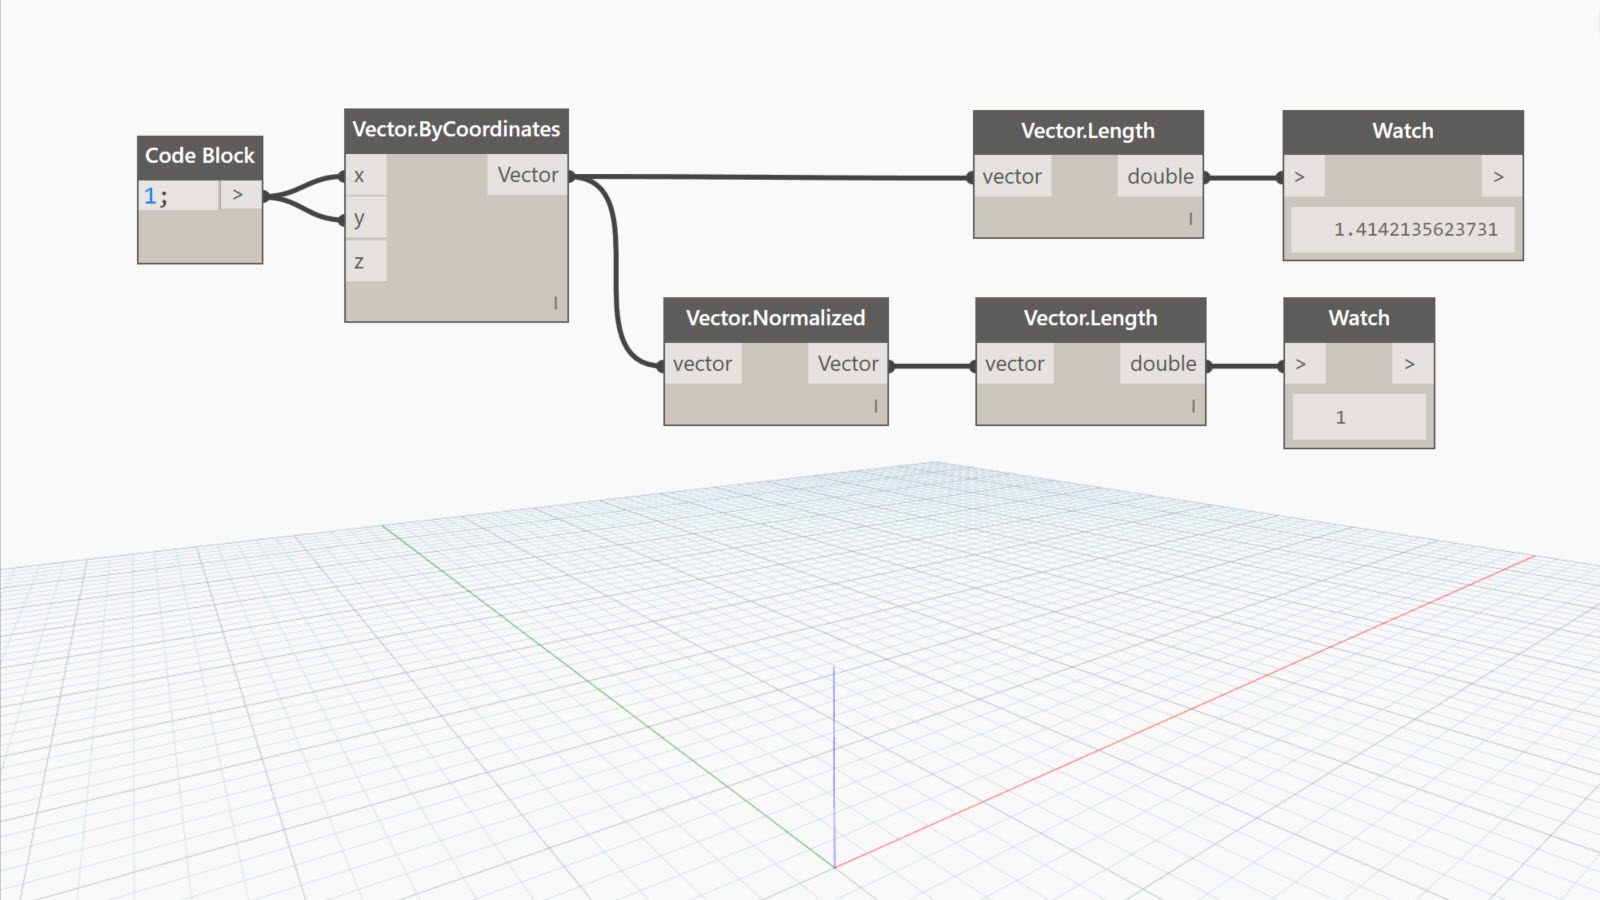 Code Block
1; >
Vector.ByCoordinates
x Vector
y
z
l
Vector.Length
vector double
l
Watch
> >
1.4142135623731
Vector.Normalized
vector Vector
l
Vector.Length
vector double
l
Watch
> >
1